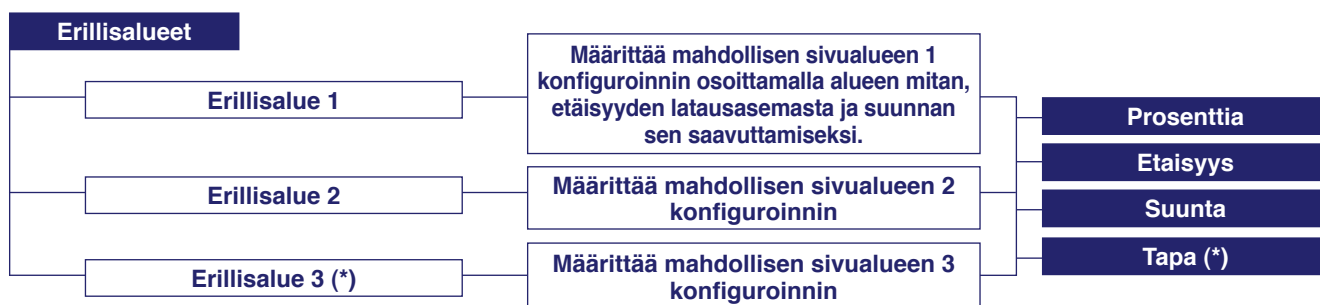 Erillisalueet
Erillisalue 1
Määrittää mahdollisen sivualueen 1
konfiguroinnin osoittamalla alueen mitan,
etäisyyden latausasemasta ja suunnan
sen saavuttamiseksi.
Erillisalue 2
Määrittää mahdollisen sivualueen 2
konfiguroinnin
Erillisalue 3 (*)
Määrittää mahdollisen sivualueen 3
konfiguroinnin
Prosenttia
Etaisyys
Suunta
Tapa (*)